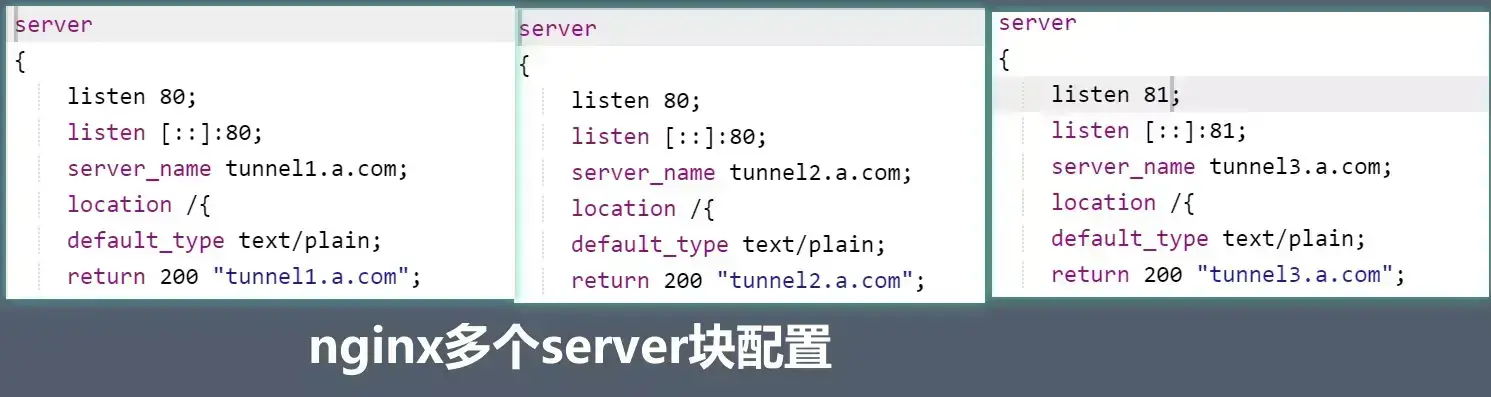 server
{
listen 80;
listen [::]:80;
server_name tunnel1.a.com;
location /{
default_type text/plain;
return 200 "tunnel1.a.com";
server
{
listen 80;
listen [::]:80;
server_name tunnel2.a.com;
location /{
default_type text/plain;
return 200 "tunnel2.a.com";
server
{
listen 81;
listen [::]:81;
server_name tunnel3.a.com;
location /{
default_type text/plain;
return 200 "tunnel3.a.com";
nginx多个server块配置